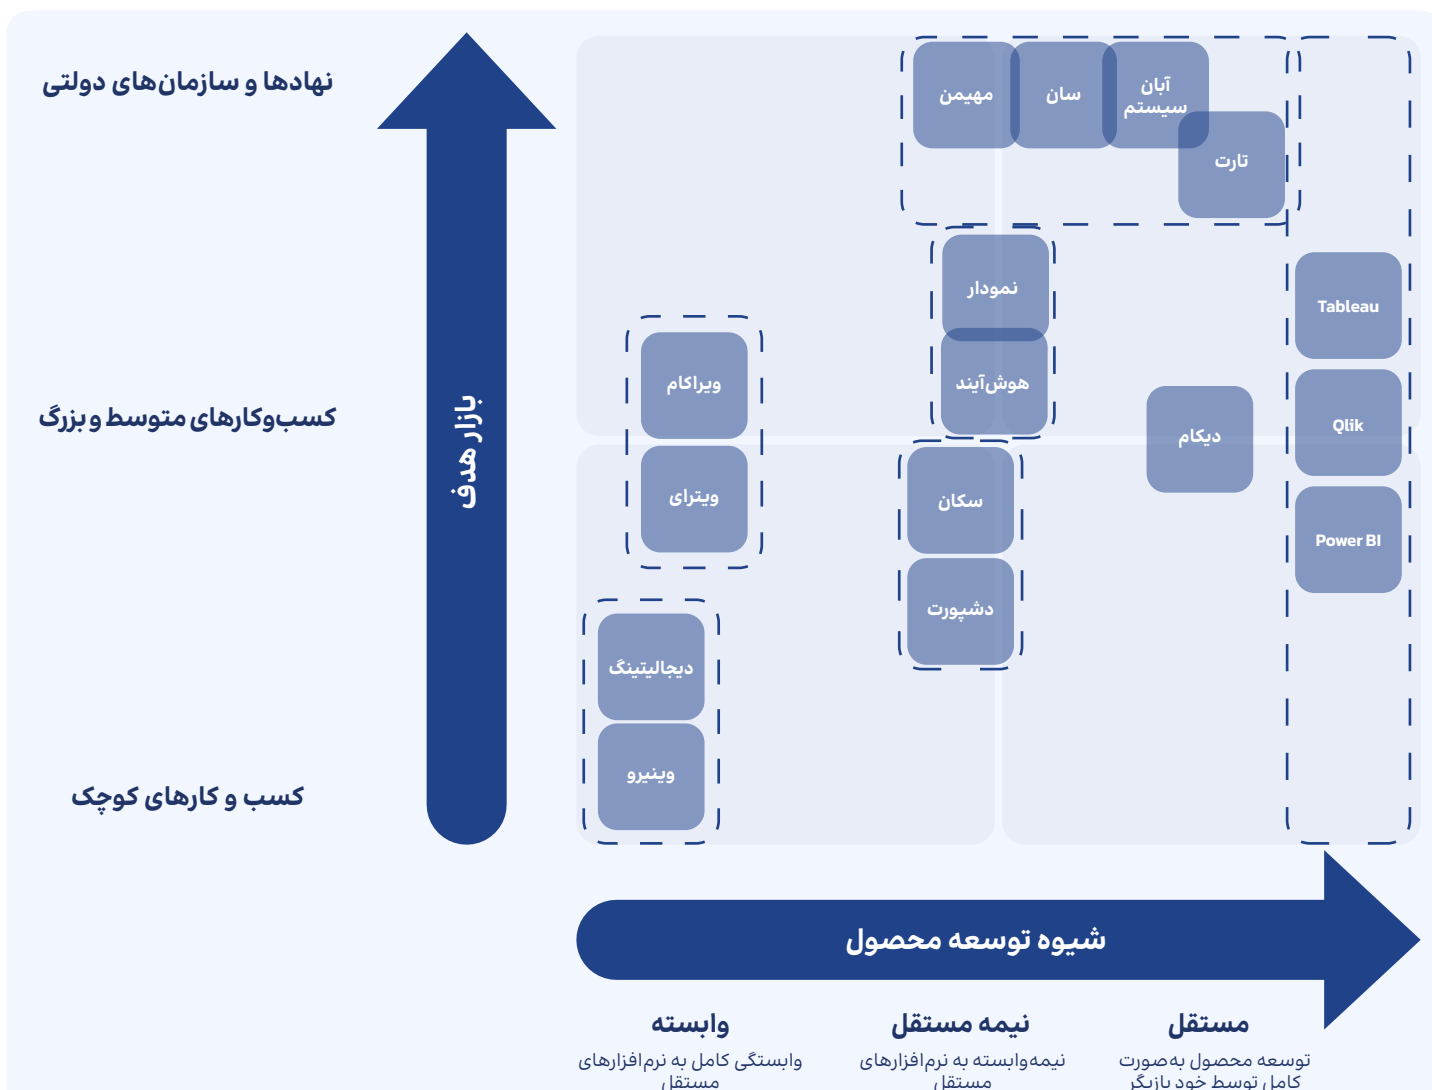 نهادها و سازمان‌های دولتی
کسب‌وکارهای متوسط و بزرگ
کسب و کارهای کوچک
بازار هدف
مهیمن
سان
آبان
سیستم
تارت
نمودار
هوش‌آیند
ویراکام
ویترای
سکان
دشپورت
دیجالیتینگ
وینیرو
دیکام
Tableau
Qlik
Power BI
شیوه توسعه محصول
مستقل
توسعه محصول به‌صورت
کامل توسط خود بازیگر
نیمه مستقل
نیمه‌وابسته به نرم‌افزارهای
مستقل
وابسته
وابستگی کامل به نرم‌افزارهای
مستقل